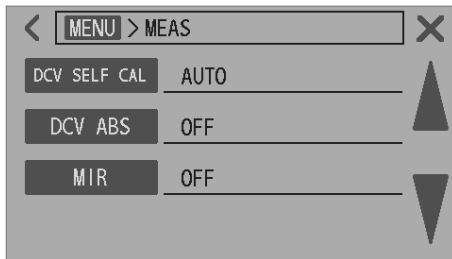 MENU > MEAS
DCV SELF CAL AUTO
DCV ABS OFF
MIR OFF